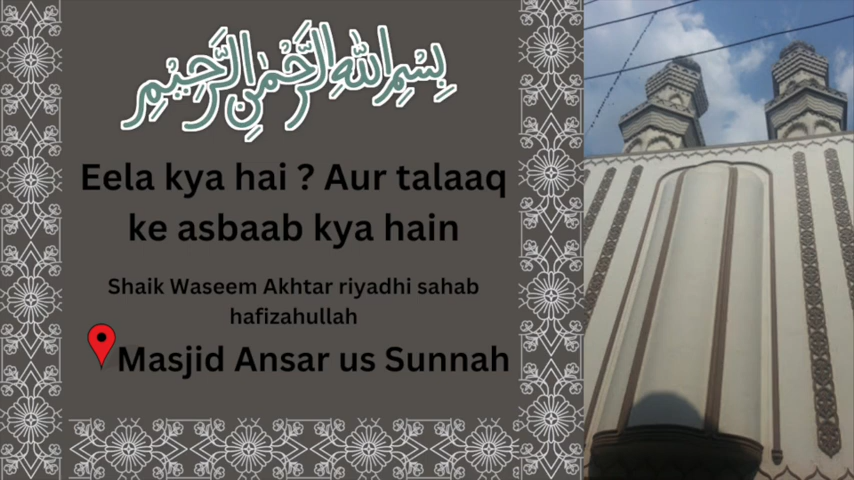 بِسْمِ اللهِ الرَّحْمٰنِ الرَّحِيْمِ
Eela kya hai ? Aur talaaq
ke asbaab kya hain
Shaik Waseem Akhtar riyadhi sahab
hafizahullah
Masjid Ansar us Sunnah